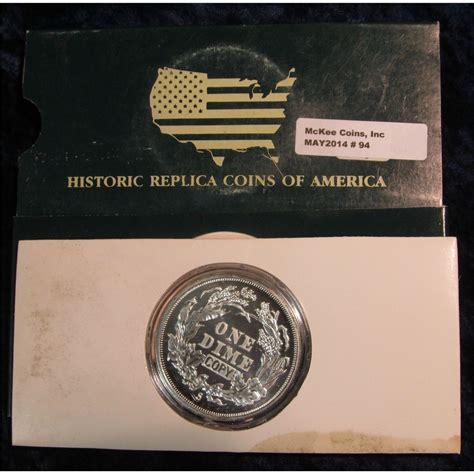 McKee Coins, Inc
MAY2014 # 94
HISTORIC REPLICA COINS OF AMERICA
ONE
DIME
COPY
S